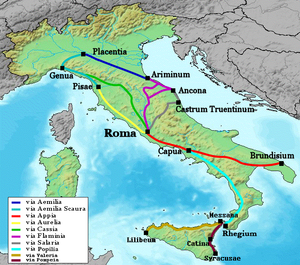 Placentia
Genua
Ariminum
Pisae
Ancona
Castrum Truentinum
Roma
Capua
Brundisium
Messana
Rhegium
Lilibeum
Catina
Syracusae
via Aemilia
via Aemilia Scaura
via Appia
via Aurelia
via Cassia
via Flaminia
via Salaria
via Popilia
via Valeria
via Pompeia